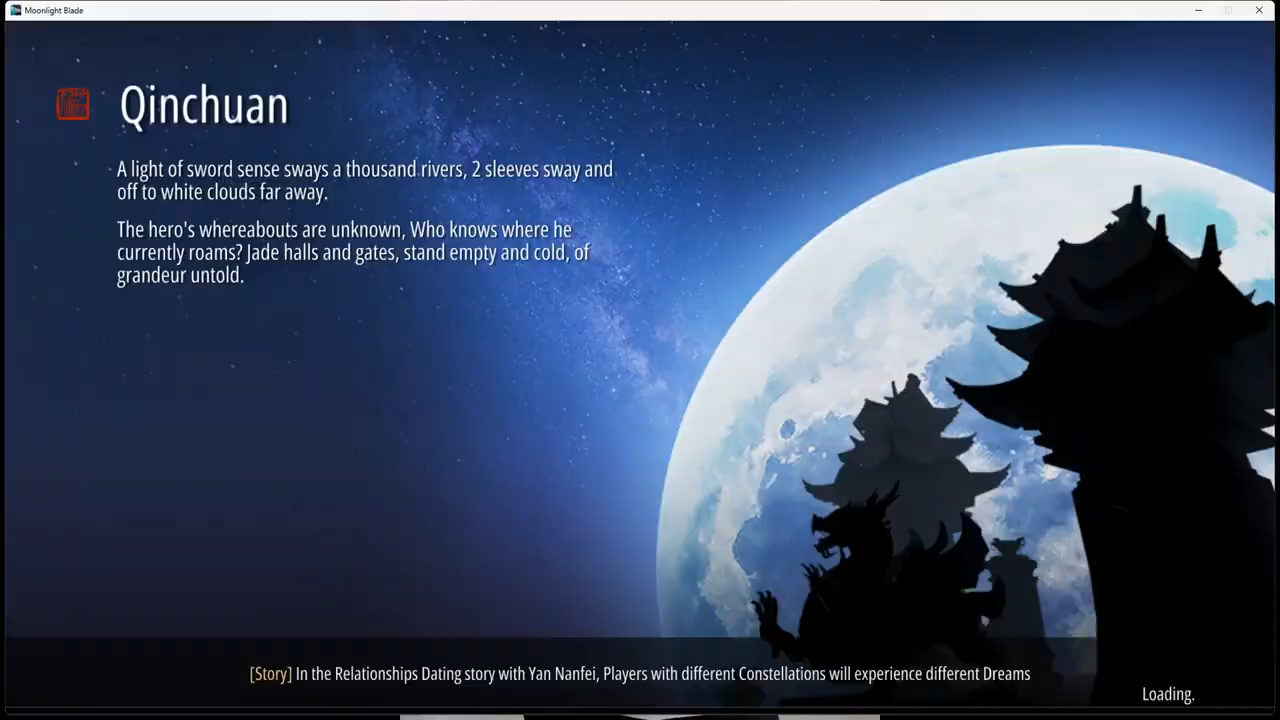 Moonlight Blade
Qinchuan
A light of sword sense sways a thousand rivers, 2 sleeves sway and
off to white clouds far away.
The hero's whereabouts are unknown, Who knows where he
currently roams? Jade halls and gates, stand empty and cold, of
grandeur untold.
[Story] In the Relationships Dating story with Yan Nanfei, Players with different Constellations will experience different Dreams
Loading.